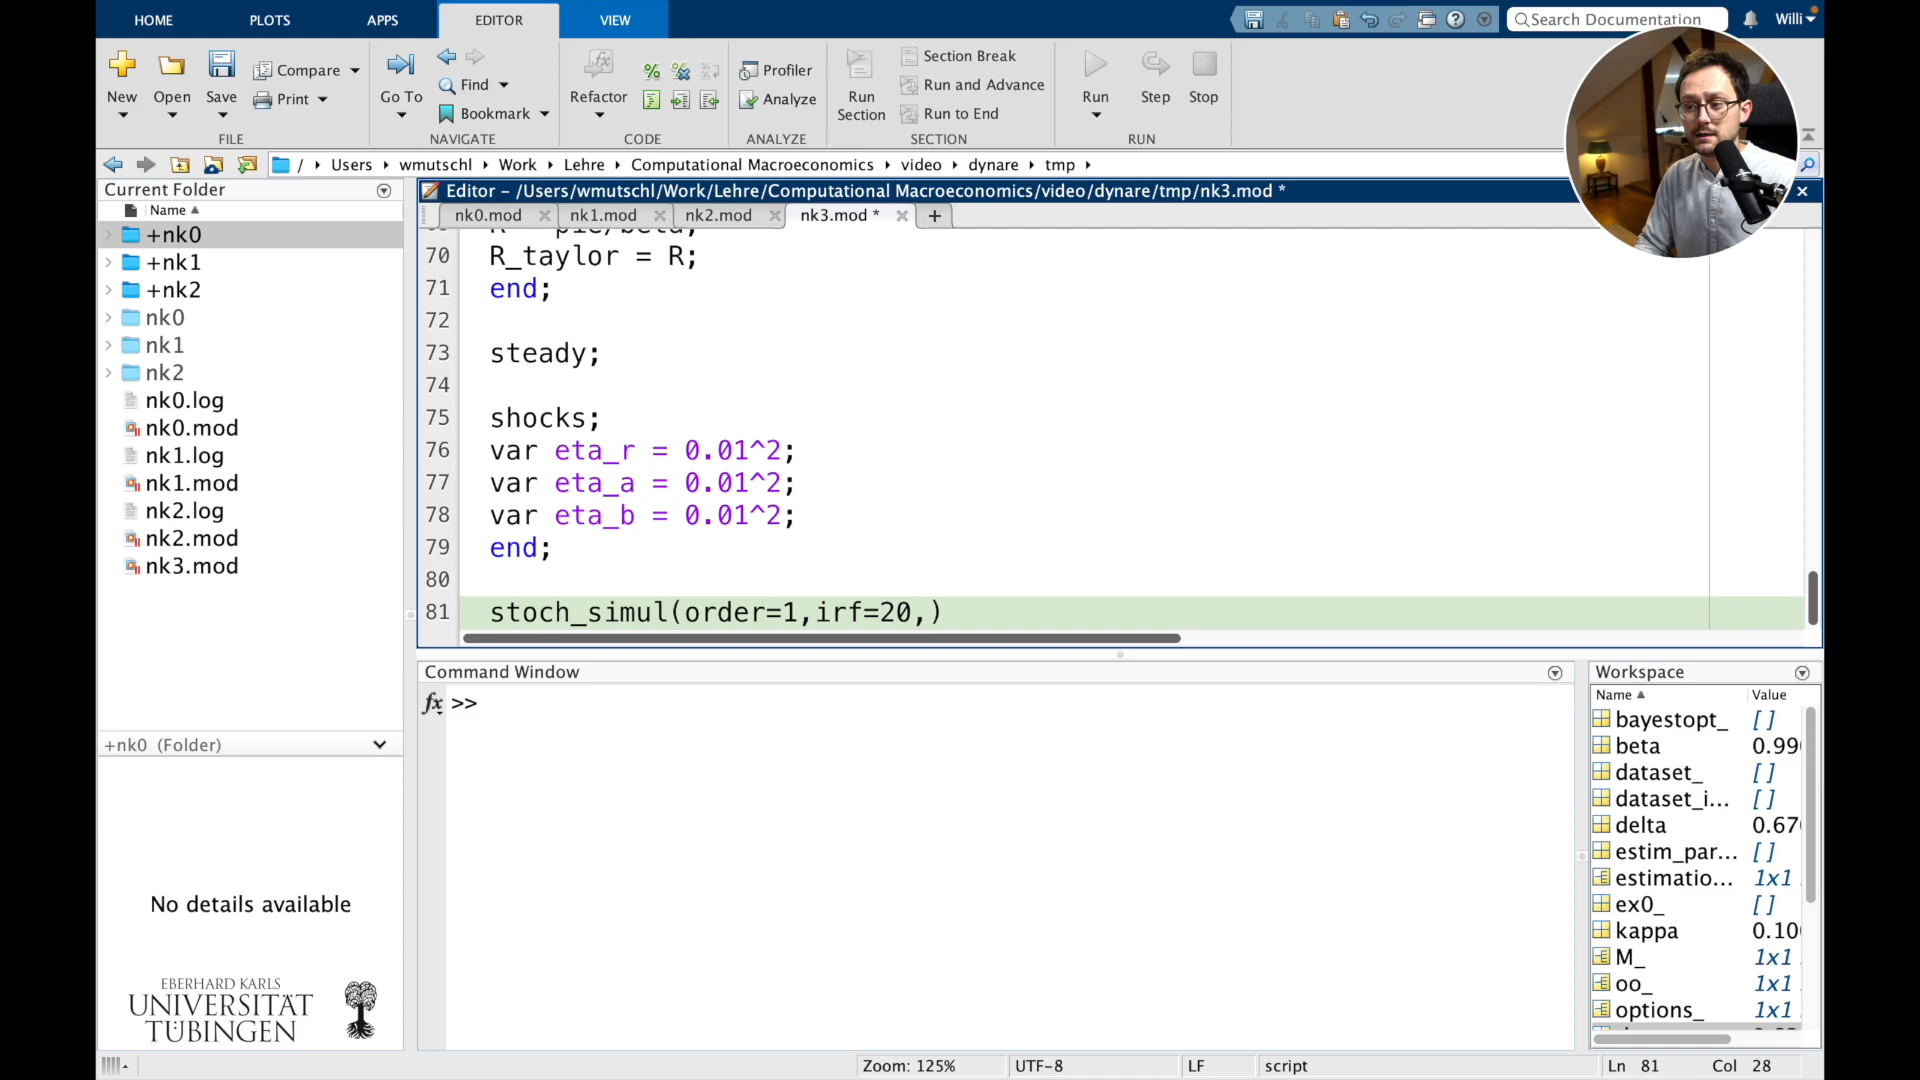 HOME PLOTS APPS EDITOR VIEW
Search Documentation Willi
New Open Save Compare Print
FILE
Go To Find Bookmark
NAVIGATE
Refactor
CODE
Profiler Analyze
ANALYZE
Run Section Section Break Run and Advance Run to End
SECTION
Run Step Stop
RUN
/ Users wmutschl Work Lehre Computational Macroeconomics video dynare tmp
Current Folder
Name
+nk0
+nk1
+nk2
nk0
nk1
nk2
nk0.log
nk0.mod
nk1.log
nk1.mod
nk2.log
nk2.mod
nk3.mod
+nk0 (Folder)
No details available
EBERHARD KARLS
UNIVERSITÄT
TÜBINGEN
Editor – /Users/wmutschl/Work/Lehre/Computational Macroeconomics/video/dynare/tmp/nk3.mod *
nk0.mod nk1.mod nk2.mod nk3.mod * +
70 R_taylor = R;
71 end;
72
73 steady;
74
75 shocks;
76 var eta_r = 0.01^2;
77 var eta_a = 0.01^2;
78 var eta_b = 0.01^2;
79 end;
80
81 stoch_simul(order=1,irf=20,)
Command Window
fx >>
Workspace
Name Value
bayestopt_ []
beta 0.99
dataset_ []
dataset_i... []
delta 0.67
estim_par... []
estimatio... 1x1
ex0_ []
kappa 0.10
M_ 1x1
oo_ 1x1
options_ 1x1
Zoom: 125% UTF-8 LF script Ln 81 Col 28